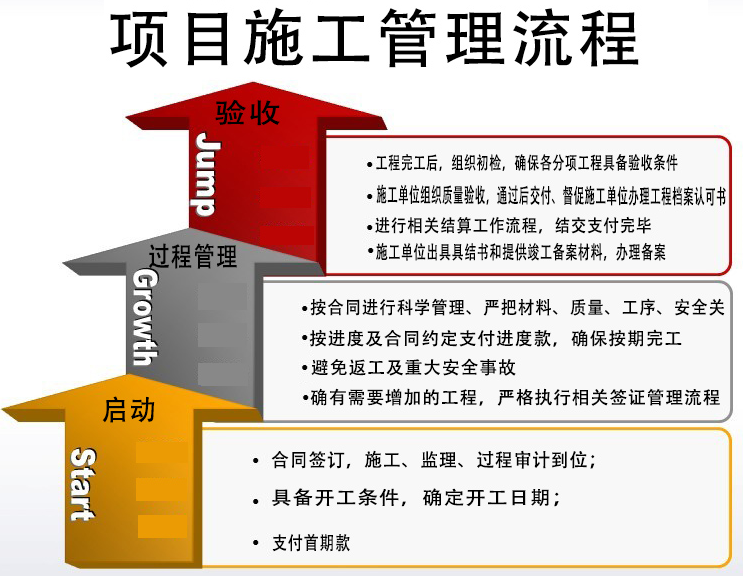 项目施工管理流程
验收
Jump
•工程完工后，组织初检，确保各分项工程具备验收条件
•施工单位组织质量验收，通过后交付、督促施工单位办理工程档案认可书
•进行相关结算工作流程，结交支付完毕
•施工单位出具具结书和提供竣工备案材料，办理备案
过程管理
Growth
•按合同进行科学管理、严把材料、质量、工序、安全关
•按进度及合同约定支付进度款，确保按期完工
•避免返工及重大安全事故
•确有需要增加的工程，严格执行相关签证管理流程
启动
Start
• 合同签订，施工、监理、过程审计到位；
• 具备开工条件，确定开工日期；
• 支付首期款